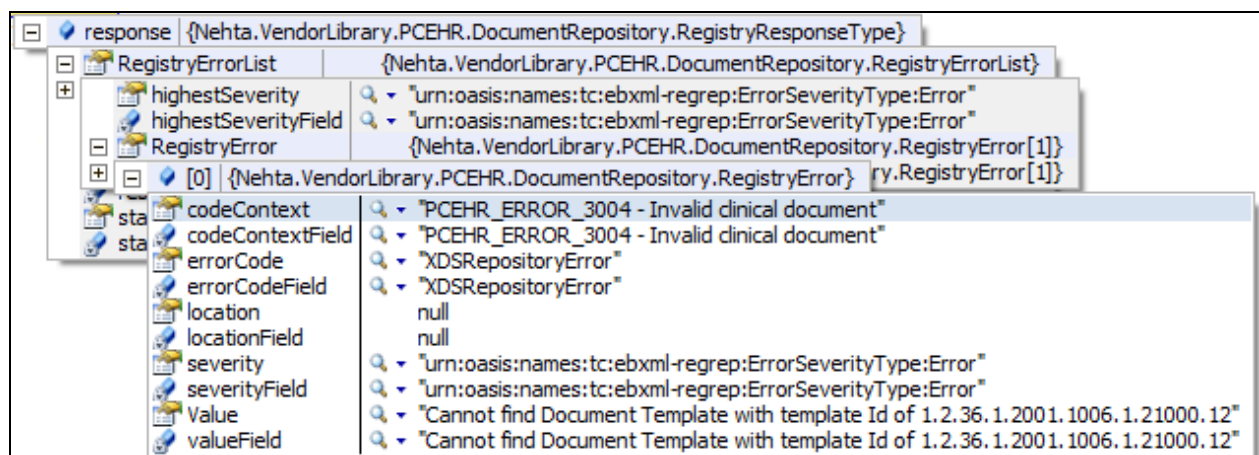 response {Nehta.VendorLibrary.PCEHR.DocumentRepository.RegistryResponseType}
RegistryErrorList {Nehta.VendorLibrary.PCEHR.DocumentRepository.RegistryErrorList}
highestSeverity "urn:oasis:names:tc:ebxml-regrep:ErrorSeverityType:Error"
highestSeverityField "urn:oasis:names:tc:ebxml-regrep:ErrorSeverityType:Error"
RegistryError {Nehta.VendorLibrary.PCEHR.DocumentRepository.RegistryError[1]}
[0] {Nehta.VendorLibrary.PCEHR.DocumentRepository.RegistryError} ry.RegistryError[1]}
sta codeContext "PCEHR_ERROR_3004 - Invalid clinical document"
sta codeContextField "PCEHR_ERROR_3004 - Invalid clinical document"
errorCode "XDSRepositoryError"
errorCodeField "XDSRepositoryError"
location null
locationField null
severity "urn:oasis:names:tc:ebxml-regrep:ErrorSeverityType:Error"
severityField "urn:oasis:names:tc:ebxml-regrep:ErrorSeverityType:Error"
Value "Cannot find Document Template with template Id of 1.2.36.1.2001.1006.1.21000.12"
valueField "Cannot find Document Template with template Id of 1.2.36.1.2001.1006.1.21000.12"